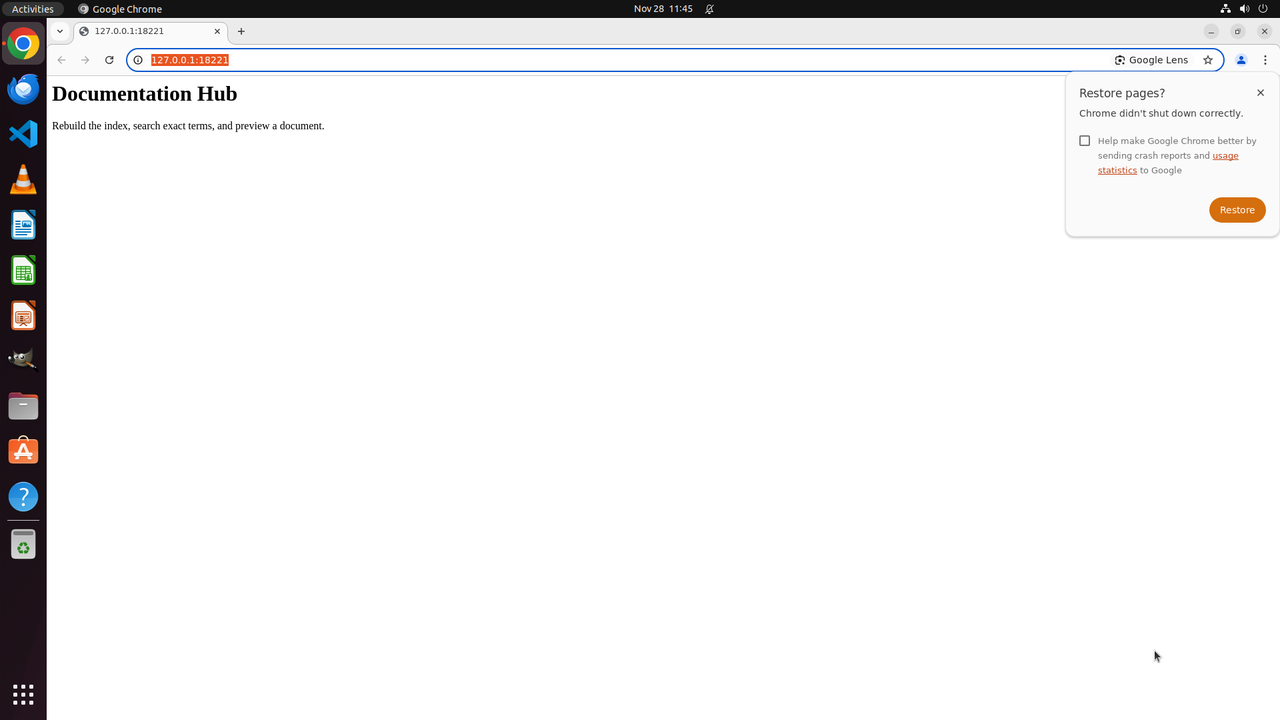 Activities
Google Chrome
Nov 28 11:45
127.0.0.1:18221
127.0.0.1:18221
Google Lens
Documentation Hub
Rebuild the index, search exact terms, and preview a document.
Restore pages?
Chrome didn't shut down correctly.
Help make Google Chrome better by
sending crash reports and usage
statistics to Google
Restore